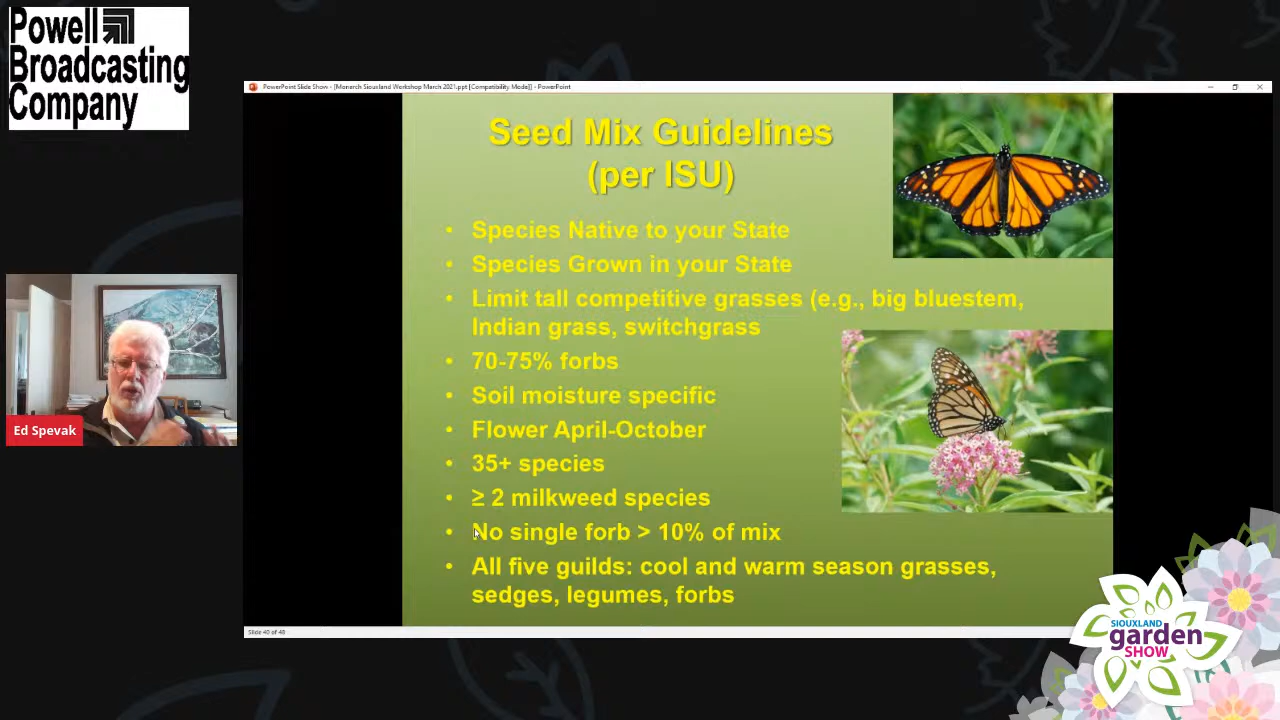 Powell
Broadcasting
Company
PowerPoint Slide Show - [Monarch Siouxland Workshop March 2021.ppt [Compatibility Mode]] - PowerPoint
Seed Mix Guidelines
(per ISU)
• Species Native to your State
• Species Grown in your State
• Limit tall competitive grasses (e.g., big bluestem,
Indian grass, switchgrass
• 70-75% forbs
• Soil moisture specific
• Flower April-October
• 35+ species
• ≥ 2 milkweed species
• No single forb > 10% of mix
• All five guilds: cool and warm season grasses,
sedges, legumes, forbs
Ed Spevak
Slide 40 of 48
SIOUXLAND
garden
SHOW